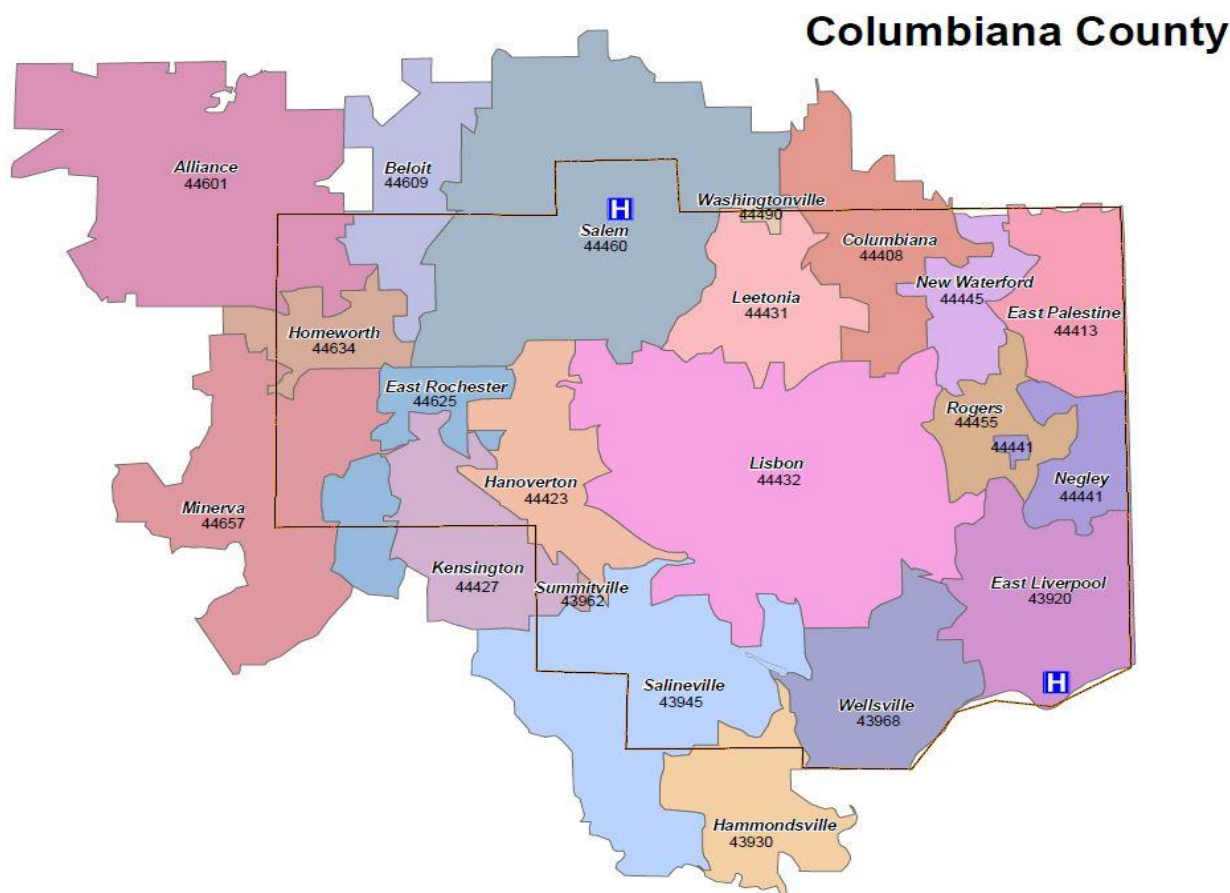 Columbiana County
Alliance
44601
Beloit
44609
H
Salem
44460
Washingtonville
44490
Columbiana
44408
New Waterford
44445
East Palestine
44413
Leetonia
44431
Homeworth
44634
East Rochester
44625
Rogers
44455
44441
Negley
44441
Lisbon
44432
Hanoverton
44423
Minerva
44657
Kensington
44427
Summitville
43962
East Liverpool
43920
H
Salineville
43945
Wellsville
43968
Hammondsville
43930